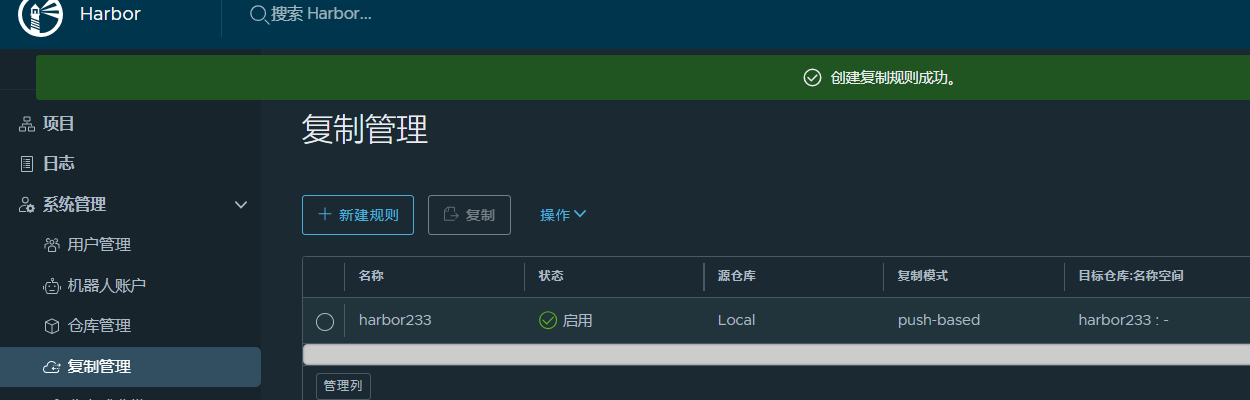 Harbor
搜索 Harbor...
创建复制规则成功。
项目
日志
系统管理
用户管理
机器人账户
仓库管理
复制管理
复制管理
新建规则
复制
操作
名称 状态 源仓库 复制模式 目标仓库:名称空间
harbor233 启用 Local push-based harbor233 : -
管理列